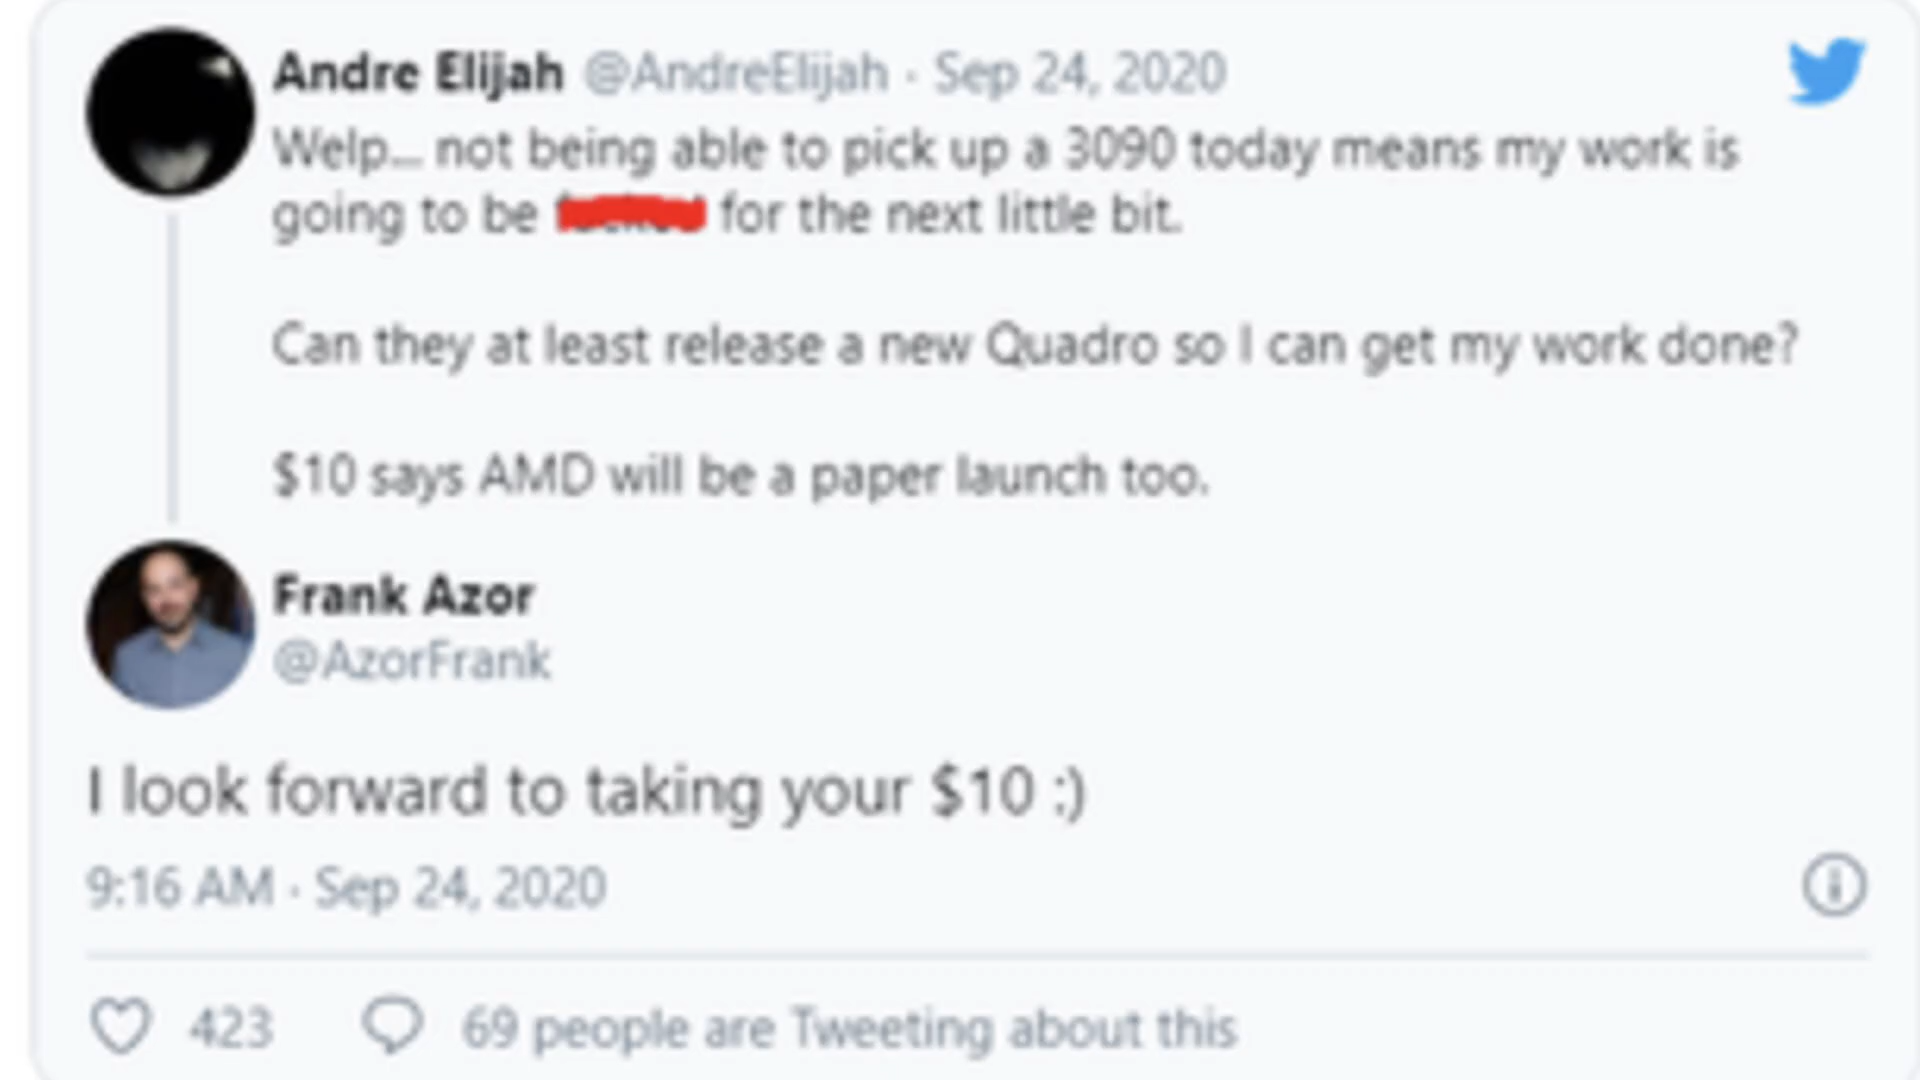 Andre Elijah @AndreElijah · Sep 24, 2020
Welp... not being able to pick up a 3090 today means my work is
going to be for the next little bit.
Can they at least release a new Quadro so I can get my work done?
$10 says AMD will be a paper launch too.
Frank Azor
@AzorFrank
I look forward to taking your $10 :)
9:16 AM · Sep 24, 2020
423 69 people are Tweeting about this